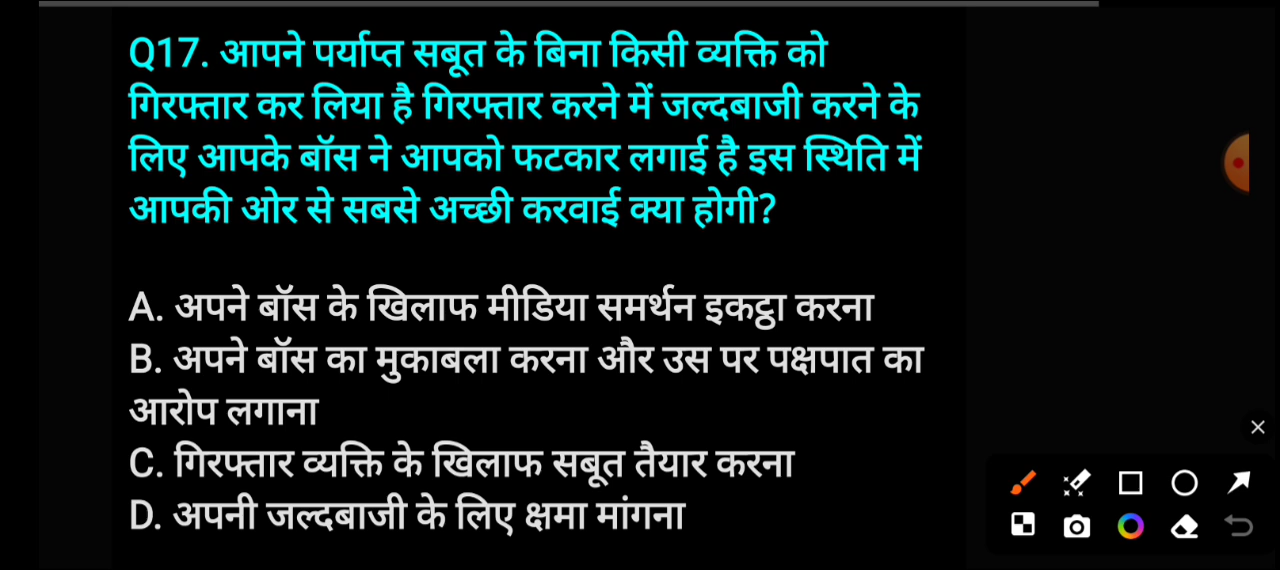 Q17. आपने पर्याप्त सबूत के बिना किसी व्यक्ति को
गिरफ्तार कर लिया है गिरफ्तार करने में जल्दबाजी करने के
लिए आपके बॉस ने आपको फटकार लगाई है इस स्थिति में
आपकी ओर से सबसे अच्छी करवाई क्या होगी?
A. अपने बॉस के खिलाफ मीडिया समर्थन इकट्ठा करना
B. अपने बॉस का मुकाबला करना और उस पर पक्षपात का
आरोप लगाना
C. गिरफ्तार व्यक्ति के खिलाफ सबूत तैयार करना
D. अपनी जल्दबाजी के लिए क्षमा मांगना